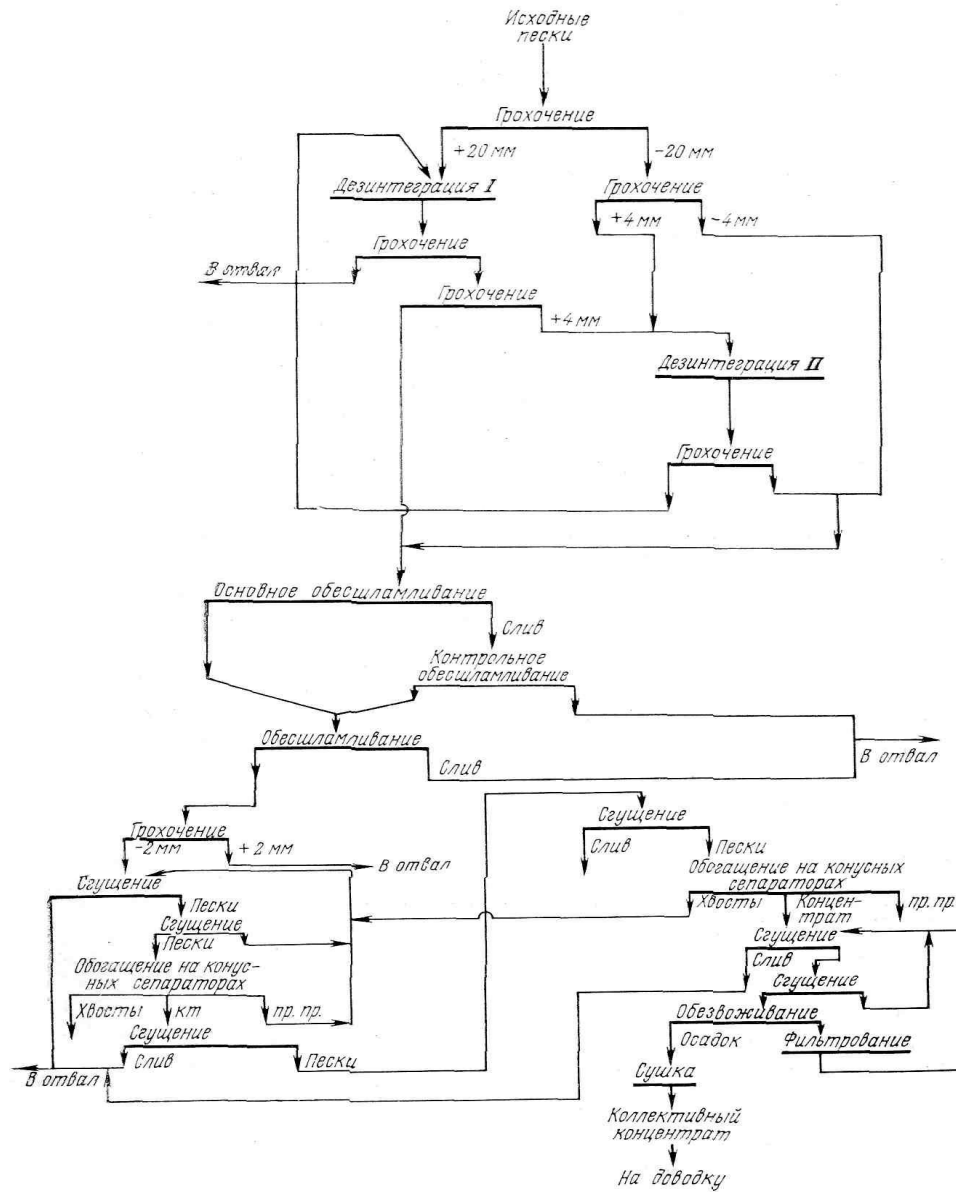 Исходные
пески
Грохочение
+20 мм
-20 мм
Дезинтеграция I
Грохочение
+4 мм
-4 мм
Грохочение
В отвал
Грохочение
+4 мм
Дезинтеграция II
Грохочение
Основное обесшламливание
Слив
Контрольное
обесшламливание
Обесшламливание
Слив
В отвал
Грохочение
-2 мм
+2 мм
В отвал
Сгущение
Пески
Сгущение
Пески
Обогащение на конус-
ных сепараторах
Хвосты
кт
пр. пр.
Сгущение
Слив
Пески
В отвал
Сгущение
Слив
Пески
Обогащение на конусных
сепараторах
Хвосты
Концен-
трат
пр. пр.
Сгущение
Слив
Сгущение
Обезвоживание
Осадок
Фильтрование
Сушка
Коллективный
концентрат
На доводку